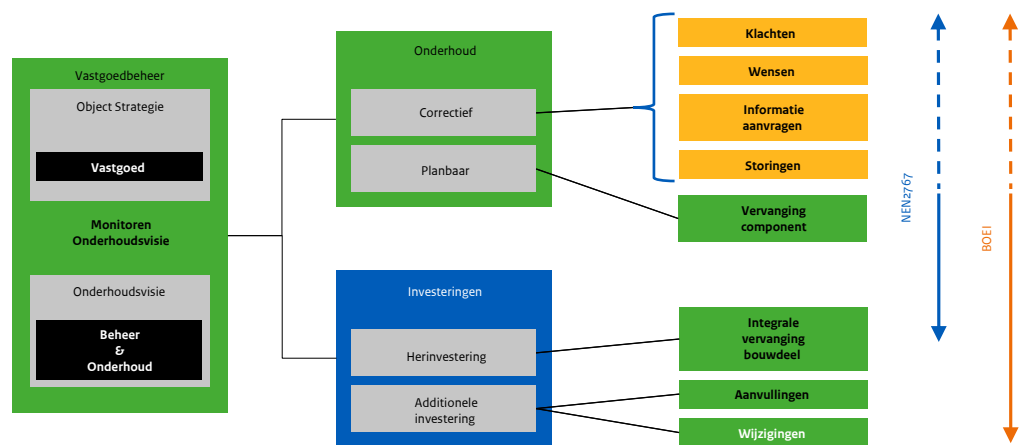 Vastgoedbeheer
Object Strategie
Vastgoed
Monitoren
Onderhoudsvisie
Onderhoudsvisie
Beheer
&
Onderhoud
Onderhoud
Correctief
Planbaar
Investeringen
Herinvestering
Additionele
investering
Klachten
Wensen
Informatie
aanvragen
Storingen
Vervanging
component
Integrale
vervanging
bouwdeel
Aanvullingen
Wijzigingen
NEN2767
BOEI